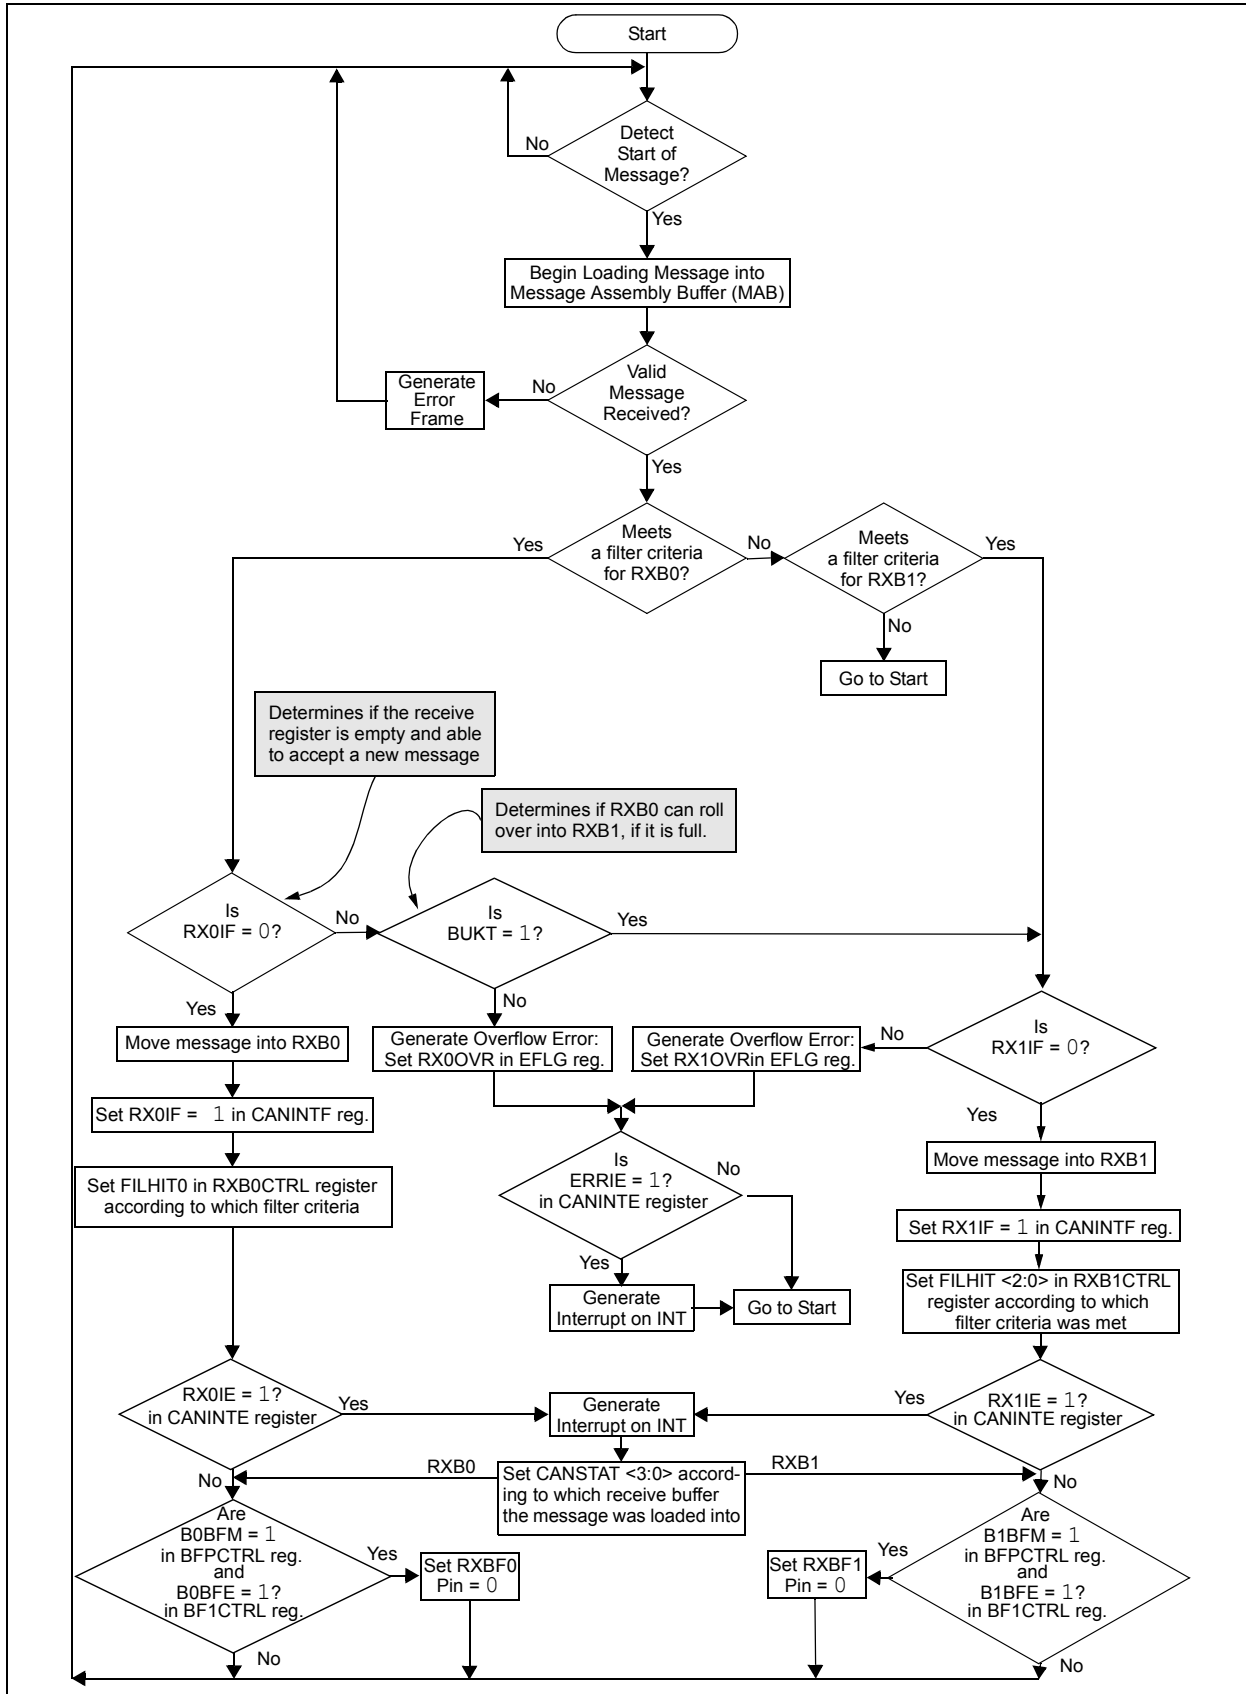 Start
Detect
Start of
Message?
No
Yes
Begin Loading Message into
Message Assembly Buffer (MAB)
Valid
Message
Received?
No
Generate
Error
Frame
Yes
Meets
a filter criteria
for RXB0?
Yes
No
Meets
a filter criteria
for RXB1?
Yes
No
Go to Start
Determines if the receive
register is empty and able
to accept a new message
Determines if RXB0 can roll
over into RXB1, if it is full.
Is
RX0IF = 0?
No
Is
BUKT = 1?
Yes
Yes
No
Is
RX1IF = 0?
No
Yes
Move message into RXB0
Generate Overflow Error:
Set RX0OVR in EFLG reg.
Generate Overflow Error:
Set RX1OVRin EFLG reg.
Set RX0IF = 1 in CANINTF reg.
Is
ERRIE = 1?
in CANINTE register
No
Yes
Move message into RXB1
Set FILHIT0 in RXB0CTRL register
according to which filter criteria
Set RX1IF = 1 in CANINTF reg.
Generate
Interrupt on INT
Go to Start
Set FILHIT <2:0> in RXB1CTRL
register according to which
filter criteria was met
RX0IE = 1?
in CANINTE register
Yes
Generate
Interrupt on INT
Yes
RX1IE = 1?
in CANINTE register
No
RXB0
Set CANSTAT <3:0> accord-
ing to which receive buffer
the message was loaded into
RXB1
No
Are
B0BFM = 1
in BFPCTRL reg.
and
B0BFE = 1?
in BF1CTRL reg.
Yes
Set RXBF0
Pin = 0
No
Set RXBF1
Pin = 0
Yes
Are
B1BFM = 1
in BFPCTRL reg.
and
B1BFE = 1?
in BF1CTRL reg.
No